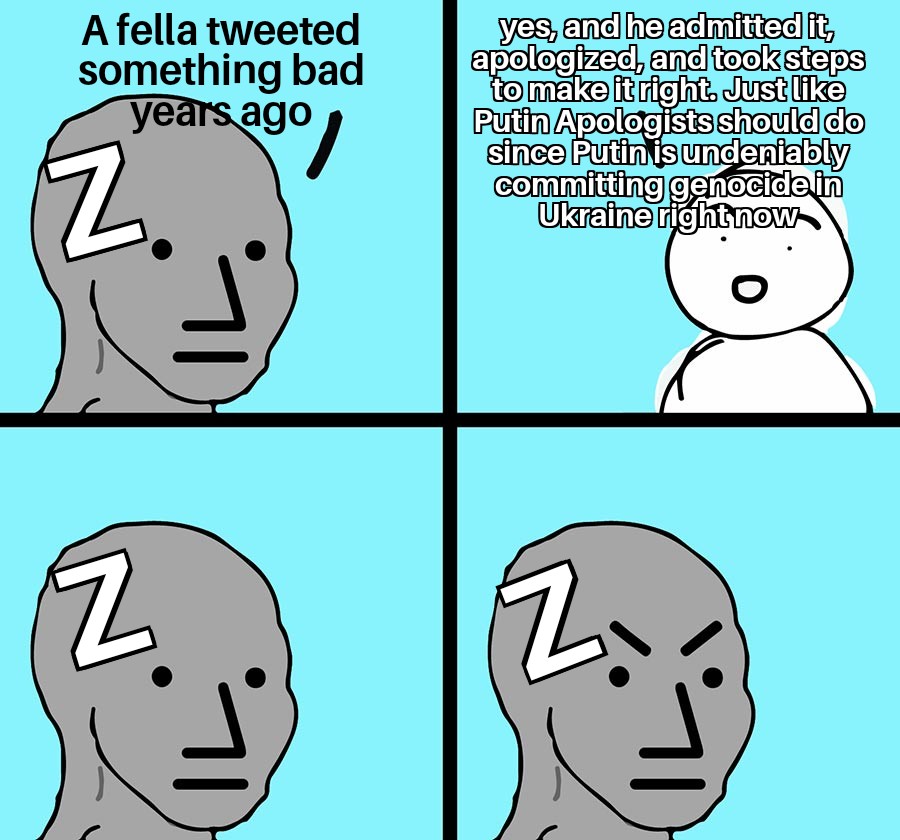 A fella tweeted
something bad
years ago
yes, and he admitted it,
apologized, and took steps
to make it right. Just like
Putin Apologists should do
since Putin is undeniably
committing genocide in
Ukraine right now
Z
Z
Z